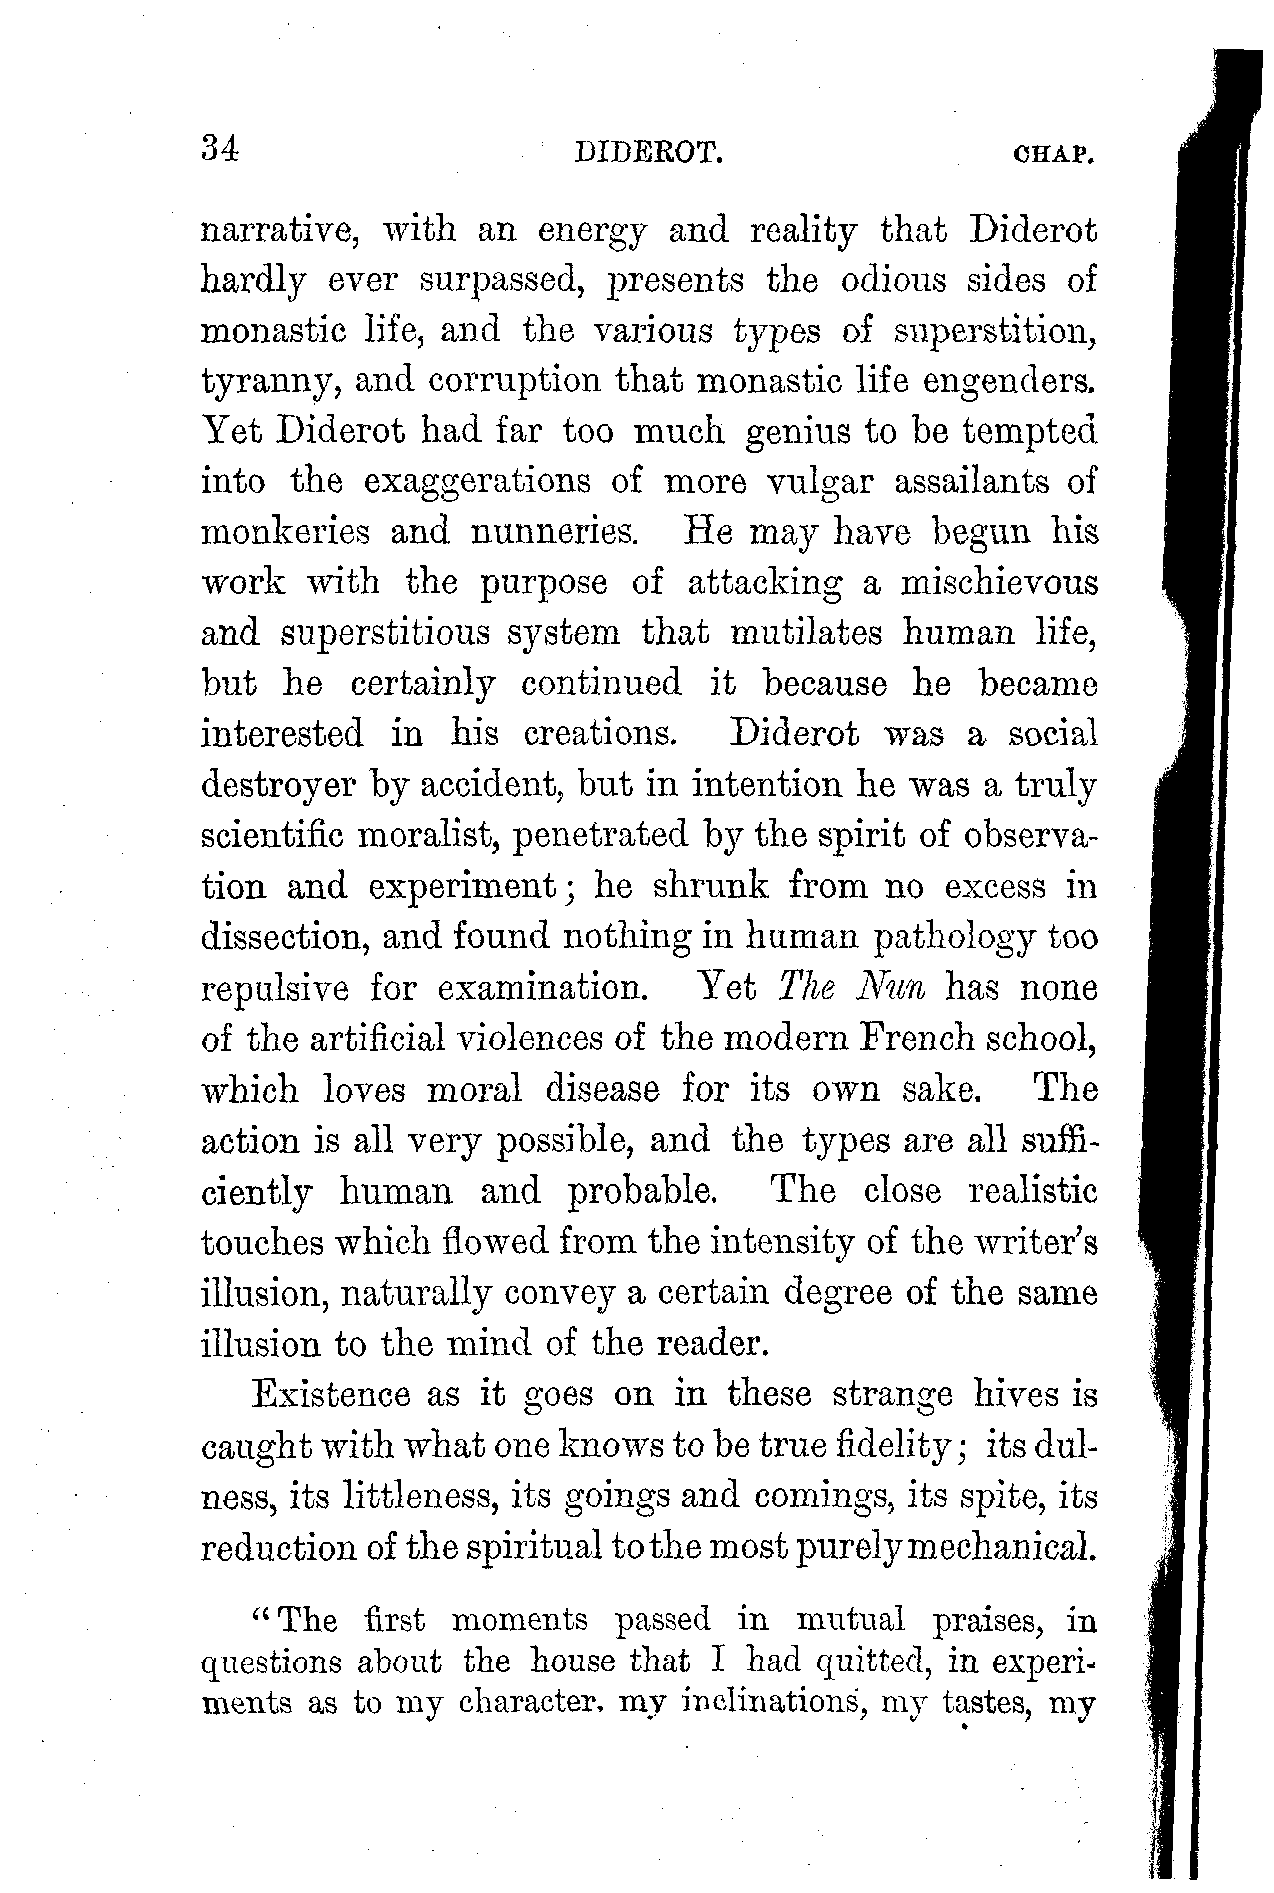 34 DIDEROT. CHAP.
narrative, with an energy and reality that Diderot
hardly ever surpassed, presents the odious sides of
monastic life, and the various types of superstition,
tyranny, and corruption that monastic life engenders.
Yet Diderot had far too much genius to be tempted
into the exaggerations of more vulgar assailants of
monkeries and nunneries. He may have begun his
work with the purpose of attacking a mischievous
and superstitious system that mutilates human life,
but he certainly continued it because he became
interested in his creations. Diderot was a social
destroyer by accident, but in intention he was a truly
scientific moralist, penetrated by the spirit of observa-
tion and experiment; he shrunk from no excess in
dissection, and found nothing in human pathology too
repulsive for examination. Yet The Nun has none
of the artificial violences of the modern French school,
which loves moral disease for its own sake. The
action is all very possible, and the types are all suffi-
ciently human and probable. The close realistic
touches which flowed from the intensity of the writer's
illusion, naturally convey a certain degree of the same
illusion to the mind of the reader.
Existence as it goes on in these strange hives is
caught with what one knows to be true fidelity; its dul-
ness, its littleness, its goings and comings, its spite, its
reduction of the spiritual to the most purely mechanical.
"The first moments passed in mutual praises, in
questions about the house that I had quitted, in experi-
ments as to my character, my inclinations, my tastes, my